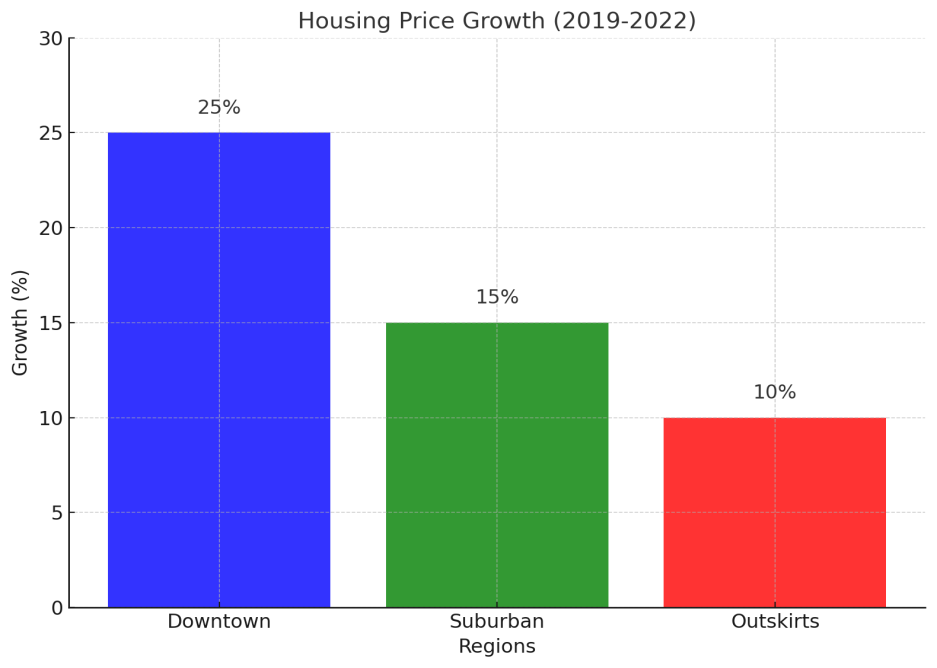 Housing Price Growth (2019-2022)
Growth (%)
30
25
20
15
10
5
0
25%
15%
10%
Downtown
Suburban
Outskirts
Regions